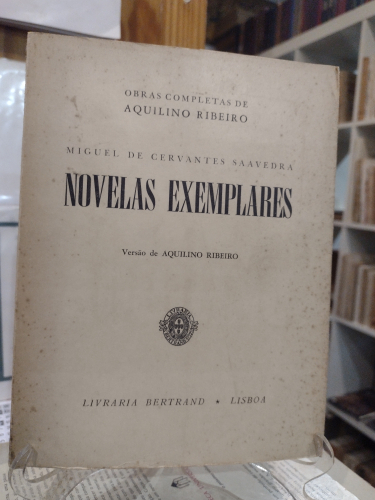 OBRAS COMPLETAS DE
AQUILINO RIBEIRO
MIGUEL DE CERVANTES SAAVEDRA
NOVELAS EXEMPLARES
Versão de AQUILINO RIBEIRO
LIVRARIA BERTRAND • LISBOA